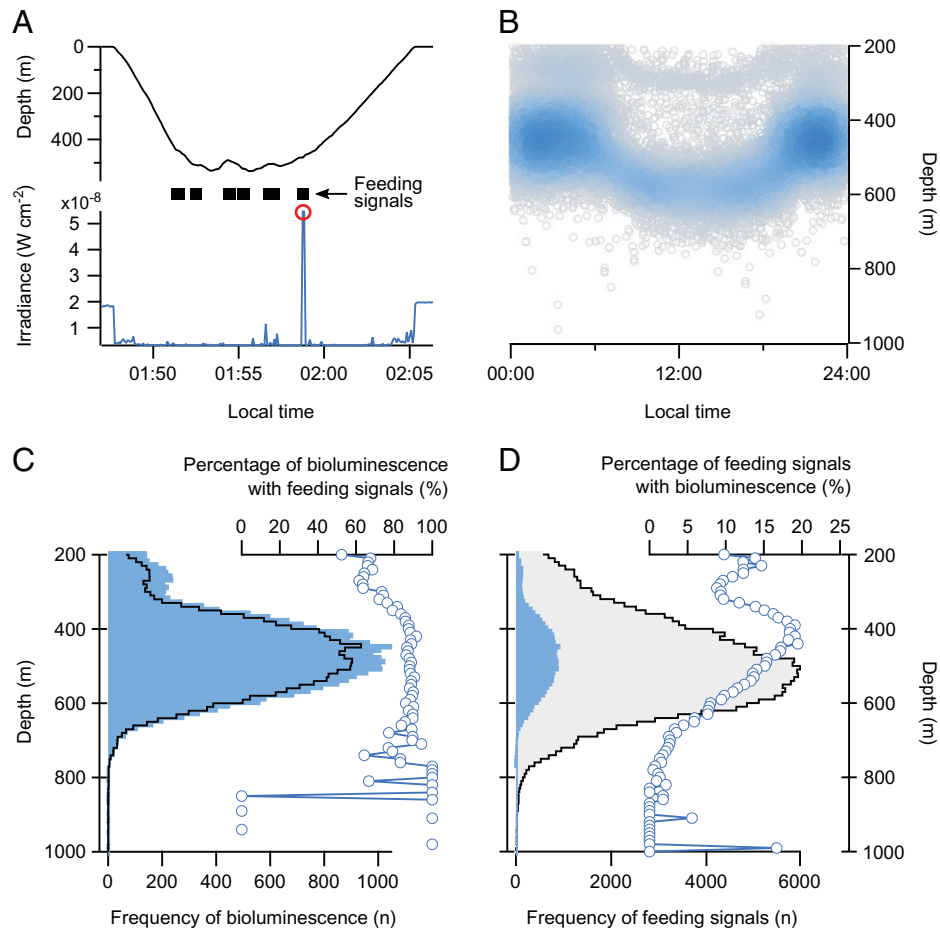 A
0
200
400
Depth (m)
Feeding
signals
x10-8
5
4
3
2
1
Irradiance (W cm-2)
01:50
01:55
02:00
02:05
Local time
B
200
400
600
800
1000
Depth (m)
00:00
12:00
24:00
Local time
C
Percentage of bioluminescence
with feeding signals (%)
0
20
40
60
80
100
200
400
600
800
1000
Depth (m)
0
200
400
600
800
1000
Frequency of bioluminescence (n)
D
Percentage of feeding signals
with bioluminescence (%)
0
5
10
15
20
25
200
400
600
800
1000
Depth (m)
0
2000
4000
6000
Frequency of feeding signals (n)